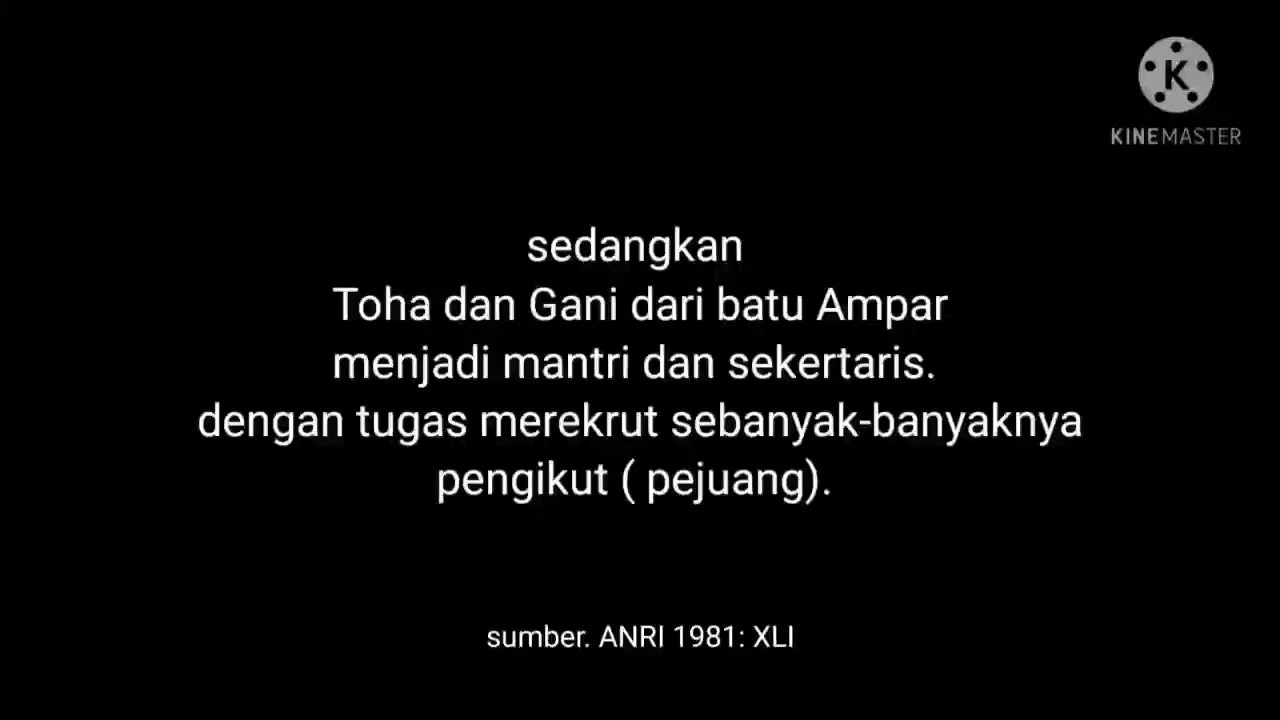 K
KINEMASTER
sedangkan
Toha dan Gani dari batu Ampar
menjadi mantri dan sekertaris.
dengan tugas merekrut sebanyak-banyaknya
pengikut ( pejuang).
sumber. ANRI 1981: XLI